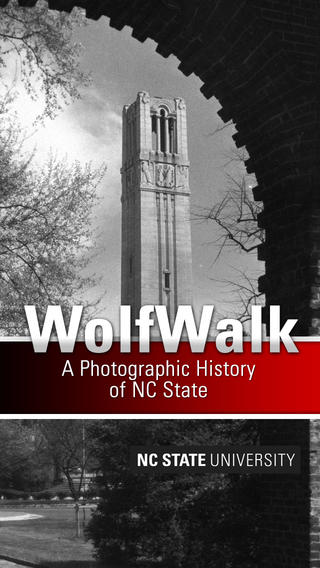 WolfWalk
A Photographic History
of NC State
NC STATE UNIVERSITY